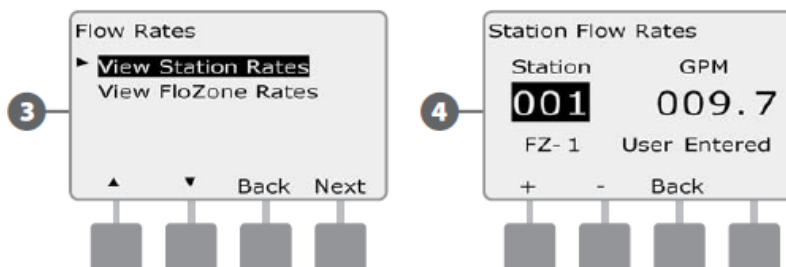 3
Flow Rates
► View Station Rates
View FloZone Rates
▲ ▼ Back Next
4
Station Flow Rates
Station GPM
001 009.7
FZ- 1 User Entered
+ - Back